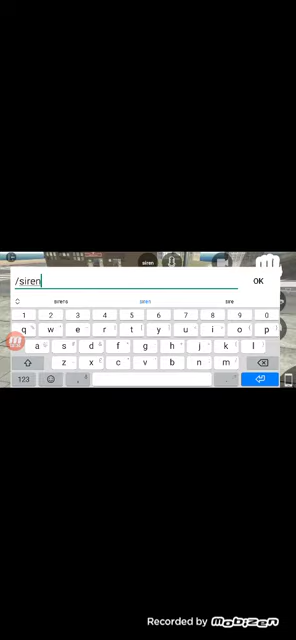 siren
/siren
OK
sirens siren sire
1 2 3 4 5 6 7 8 9 0
q w e r t y u i o p
a s d f g h j k l
z x c v b n m
123 , .
Recorded by mobizen